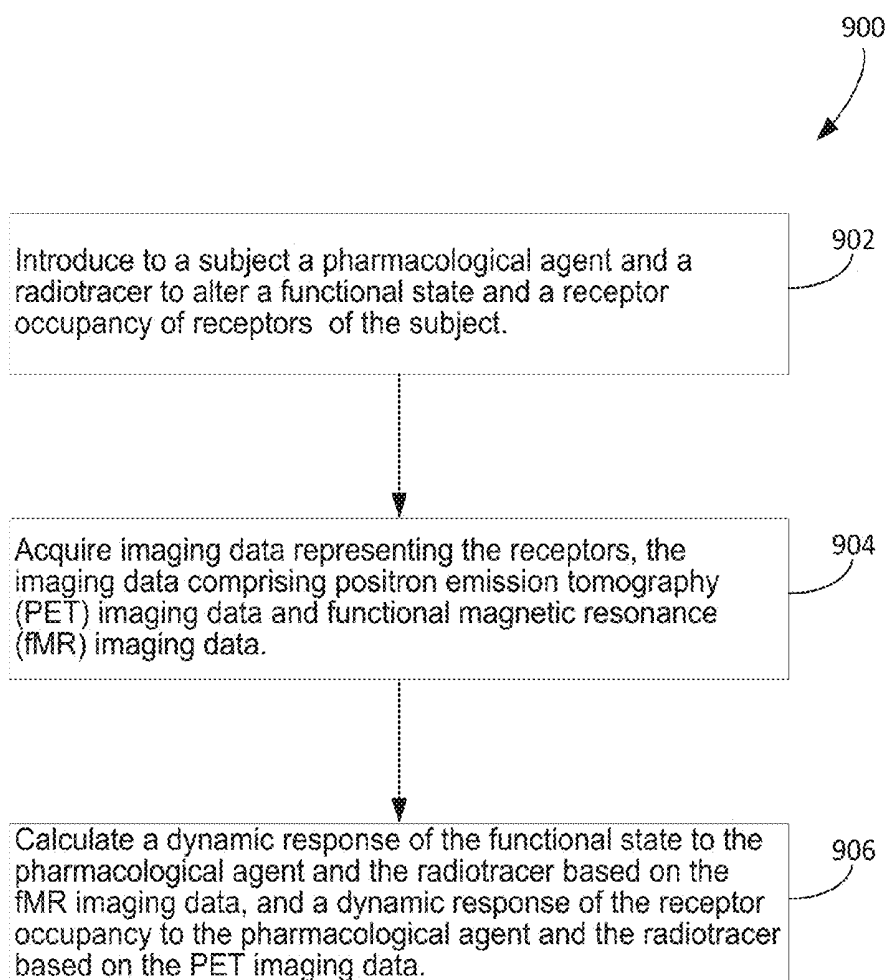 900
902
Introduce to a subject a pharmacological agent and a
radiotracer to alter a functional state and a receptor
occupancy of receptors of the subject.
904
Acquire imaging data representing the receptors, the
imaging data comprising positron emission tomography
(PET) imaging data and functional magnetic resonance
(fMR) imaging data.
906
Calculate a dynamic response of the functional state to the
pharmacological agent and the radiotracer based on the
fMR imaging data, and a dynamic response of the receptor
occupancy to the pharmacological agent and the radiotracer
based on the PET imaging data.